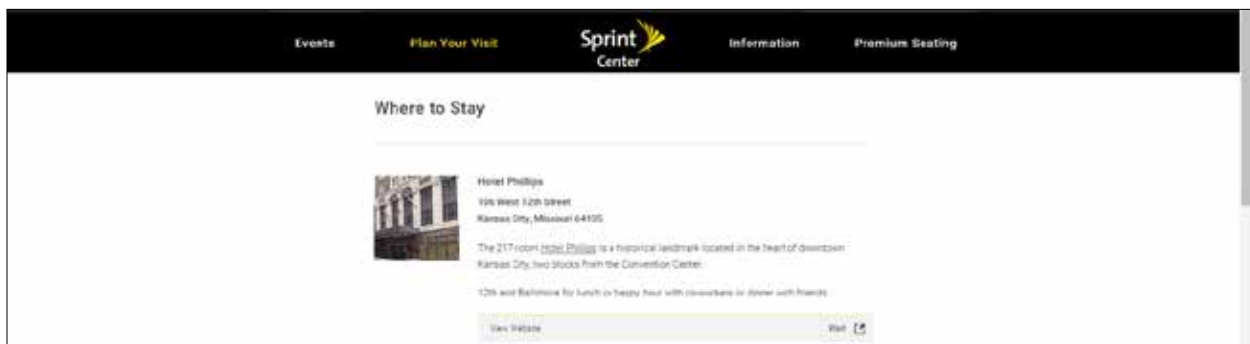 Events
Plan Your Visit
Sprint
Center
Information
Premium Seating
Where to Stay
Hotel Phillips
106 West 12th Street
Kansas City, Missouri 64105
The 217-room Hotel Phillips is a historical landmark located in the heart of downtown
Kansas City, two blocks from the Convention Center.
12th and Baltimore for lunch or happy hour with coworkers or dinner with friends.
View Website
Visit